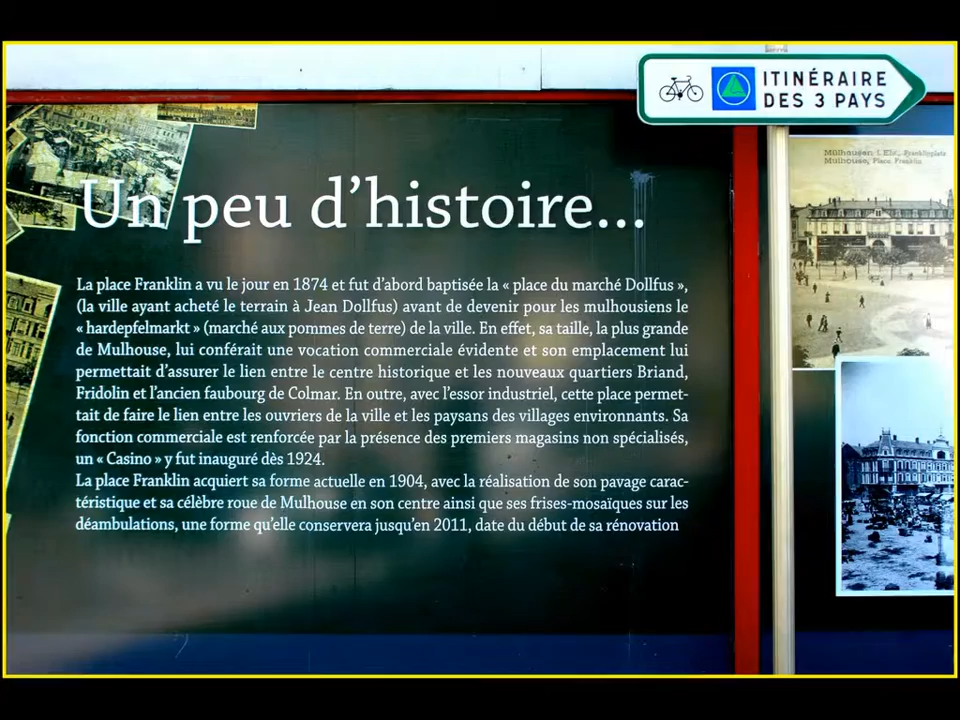 ITINÉRAIRE
DES 3 PAYS
Un peu d'histoire...
La place Franklin a vu le jour en 1874 et fut d'abord baptisée la « place du marché Dollfus »,
(la ville ayant acheté le terrain à Jean Dollfus) avant de devenir pour les mulhousiens le
« hardepfelmarkt » (marché aux pommes de terre) de la ville. En effet, sa taille, la plus grande
de Mulhouse, lui conférait une vocation commerciale évidente et son emplacement lui
permettait d'assurer le lien entre le centre historique et les nouveaux quartiers Briand,
Fridolin et l'ancien faubourg de Colmar. En outre, avec l'essor industriel, cette place permet-
tait de faire le lien entre les ouvriers de la ville et les paysans des villages environnants. Sa
fonction commerciale est renforcée par la présence des premiers magasins non spécialisés,
un « Casino » y fut inauguré dès 1924.
La place Franklin acquiert sa forme actuelle en 1904, avec la réalisation de son pavage carac-
téristique et sa célèbre roue de Mulhouse en son centre ainsi que ses frises-mosaïques sur les
déambulations, une forme qu'elle conservera jusqu'en 2011, date du début de sa rénovation
Mülhausen i. Els., Franklinplatz
Mulhouse, Place Franklin